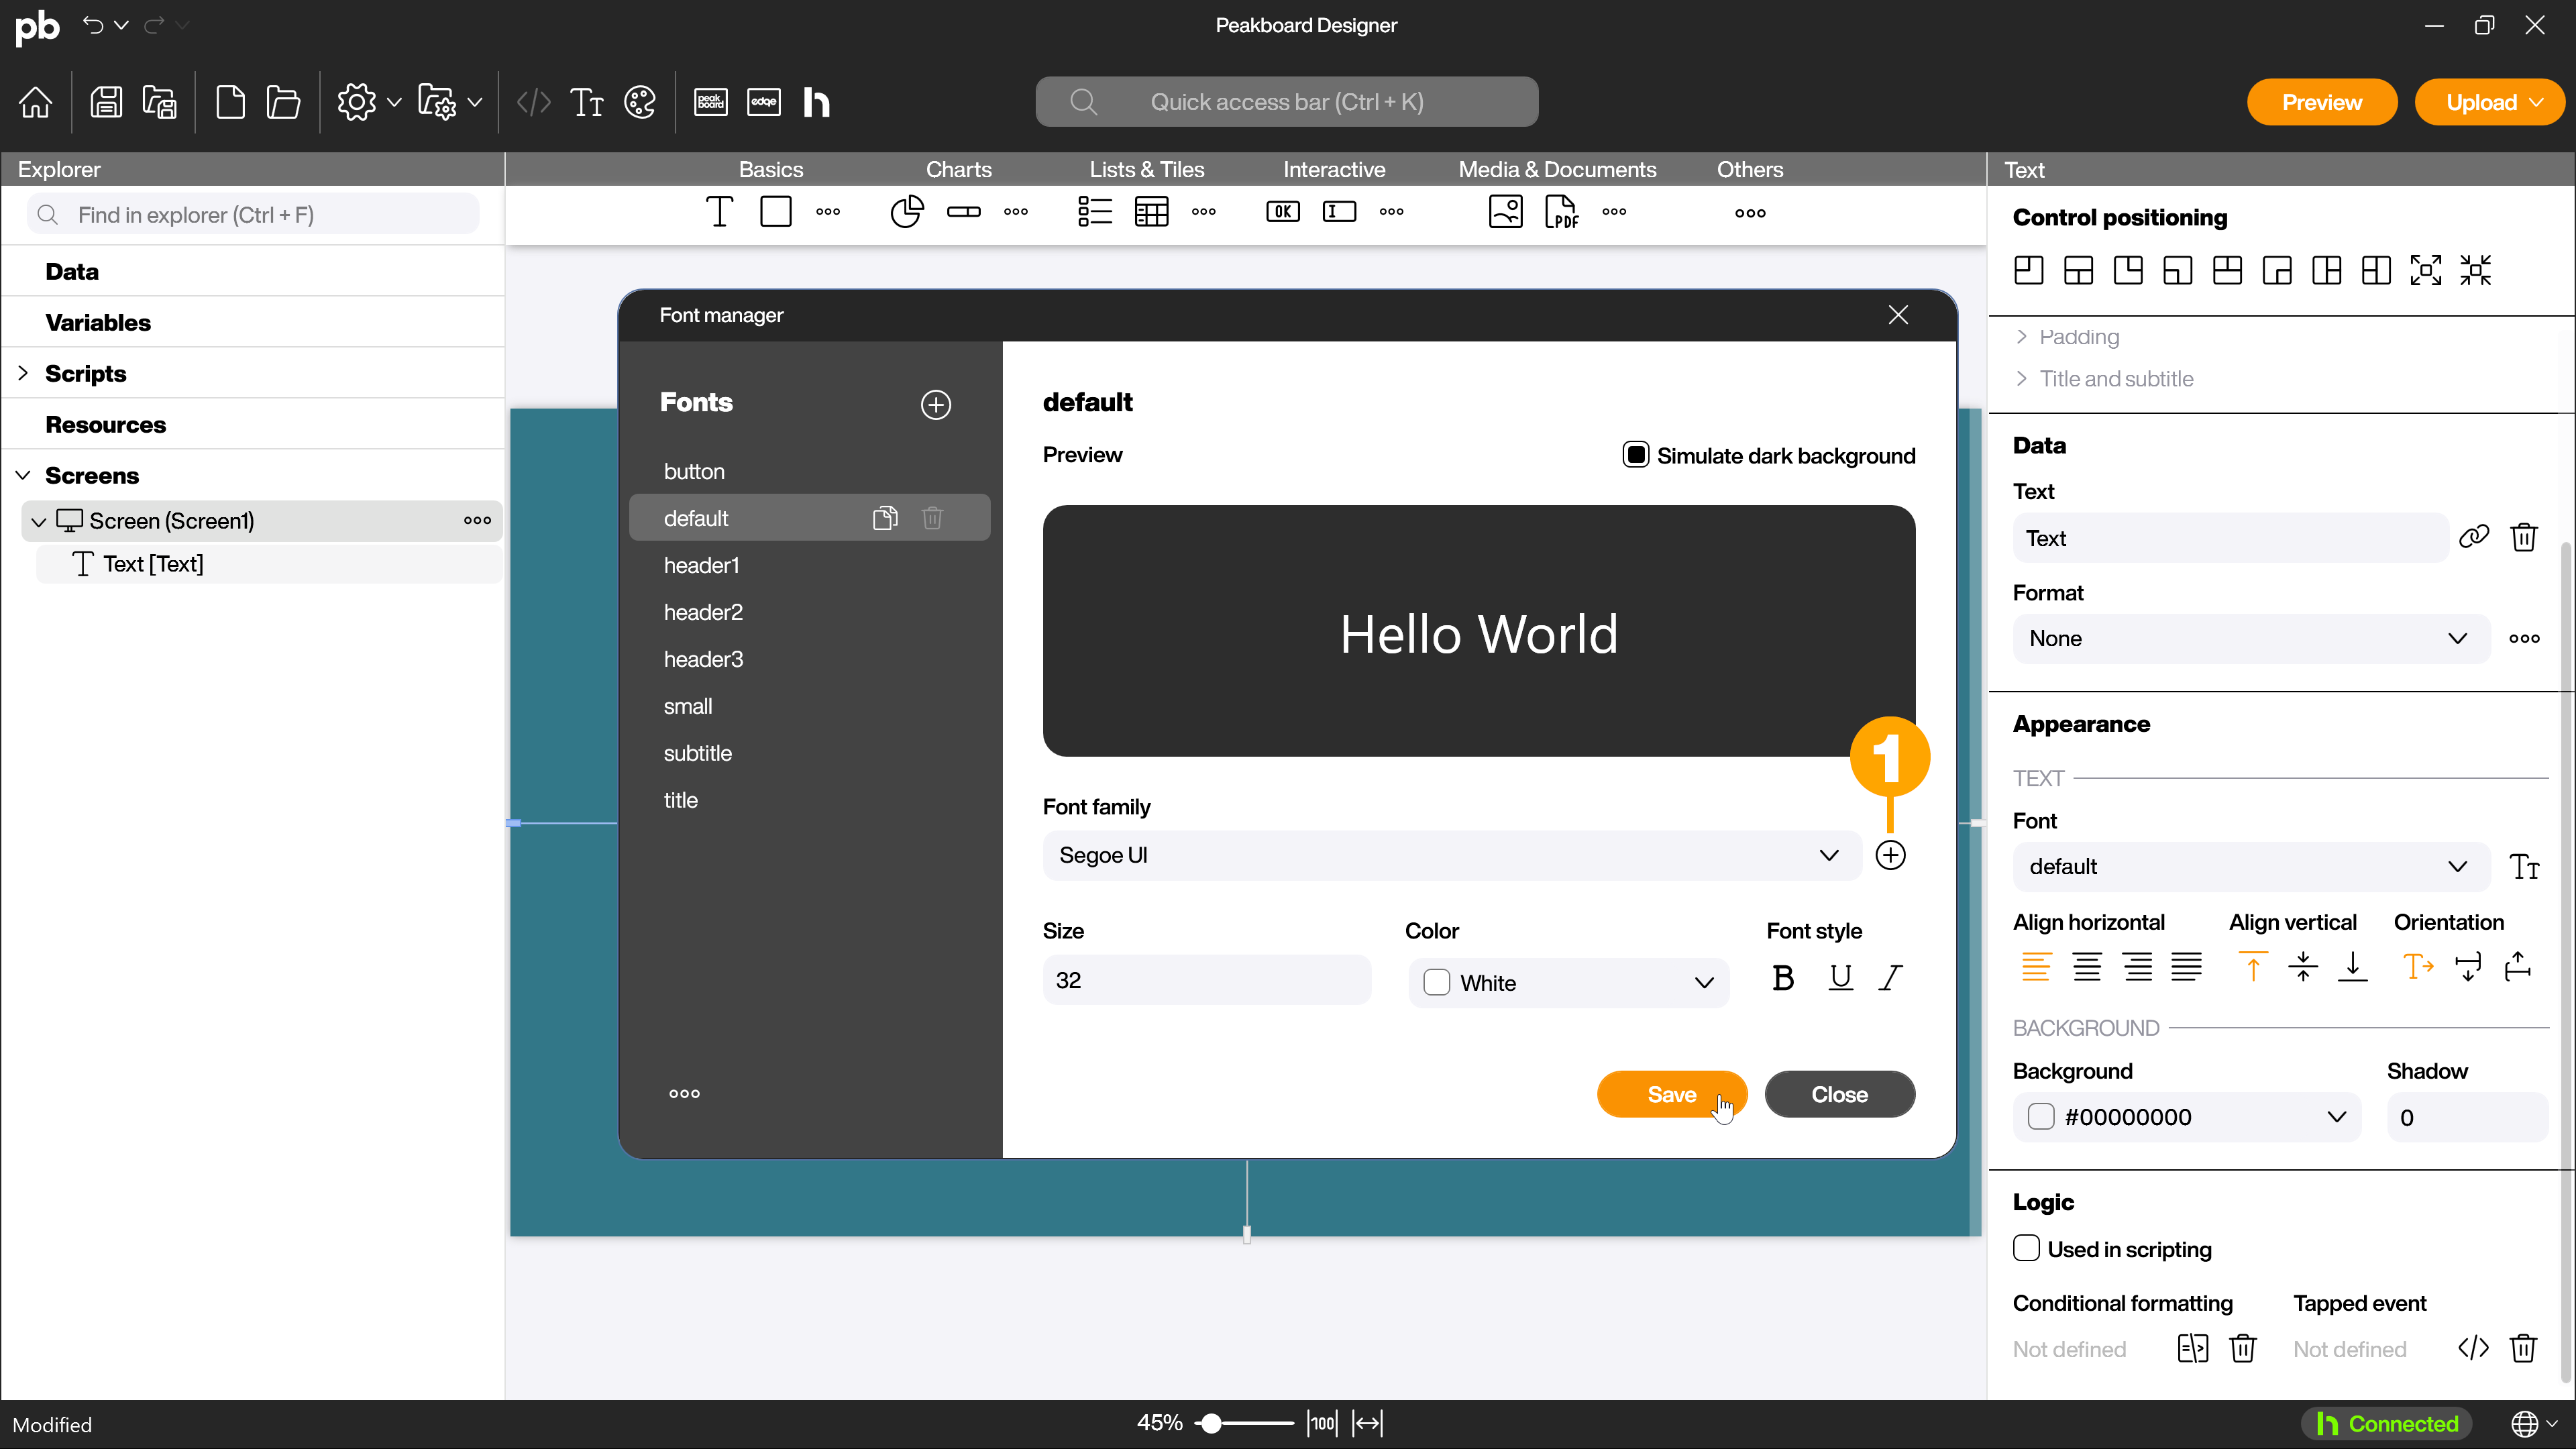 pb
Peakboard Designer
peak board
edge
Quick access bar (Ctrl + K)
Preview
Upload
Explorer
Basics
Charts
Lists & Tiles
Interactive
Media & Documents
Others
Text
Find in explorer (Ctrl + F)
OK
PDF
Data
Variables
Scripts
Resources
Screens
Screen (Screen1)
Text [Text]
Font manager
Fonts
button
default
header1
header2
header3
small
subtitle
title
default
Preview
Simulate dark background
Hello World
1
Font family
Segoe UI
Size
Color
Font style
32
White
B U I
Save
Close
Control positioning
Padding
Title and subtitle
Data
Text
Text
Format
None
Appearance
TEXT
Font
default
Align horizontal
Align vertical
Orientation
BACKGROUND
Background
Shadow
#00000000
0
Logic
Used in scripting
Conditional formatting
Tapped event
Not defined
Not defined
Modified
45%
100
Connected